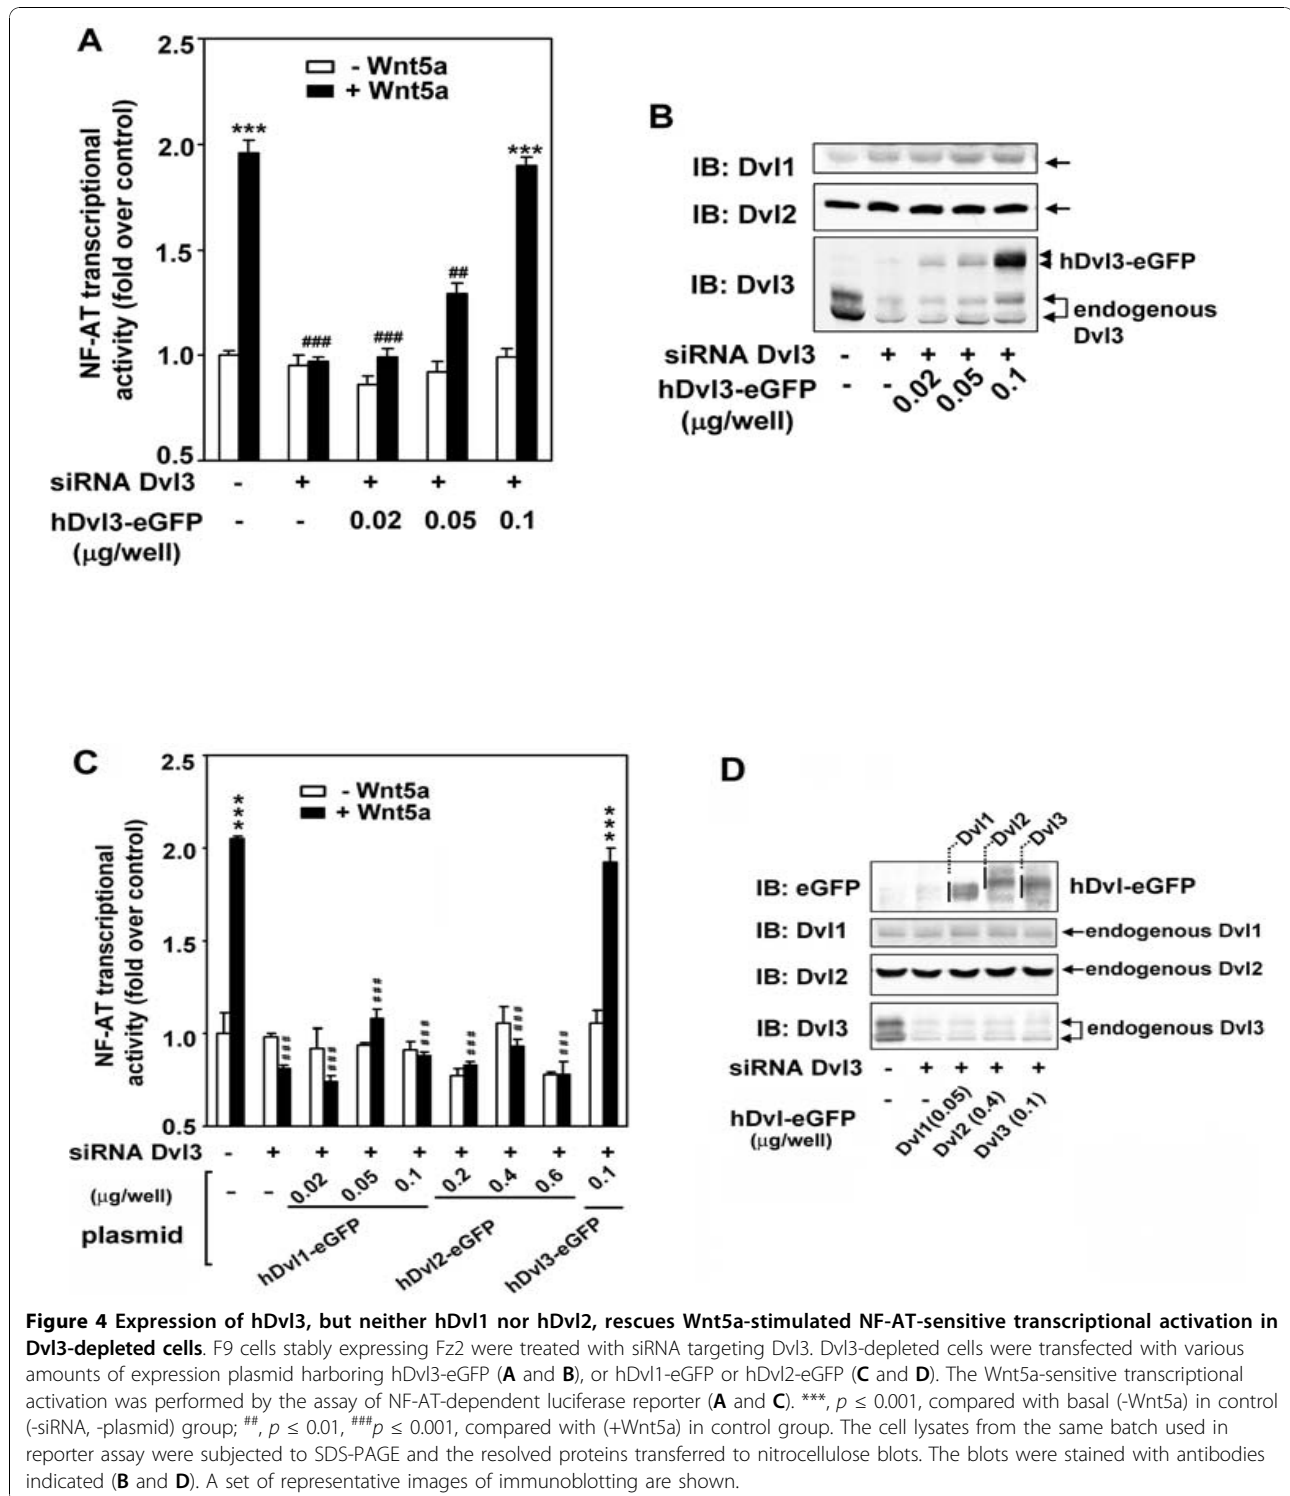 A
2.5
2.0
1.5
1.0
0.5
NF-AT transcriptional
activity (fold over control)
- Wnt5a
+ Wnt5a
***
###
###
##
***
siRNA Dvl3 - + + + +
hDvl3-eGFP - - 0.02 0.05 0.1
(μg/well)
B
IB: Dvl1
IB: Dvl2
IB: Dvl3
hDvl3-eGFP
endogenous
Dvl3
siRNA Dvl3 - + + + +
hDvl3-eGFP - - 0.02 0.05 0.1
(μg/well)
C
2.5
2.0
1.5
1.0
0.5
NF-AT transcriptional
activity (fold over control)
- Wnt5a
+ Wnt5a
***
###
###
###
###
###
###
###
***
siRNA Dvl3 - + + + + + + + +
(μg/well) - - 0.02 0.05 0.1 0.2 0.4 0.6 0.1
plasmid
hDvl1-eGFP
hDvl2-eGFP
hDvl3-eGFP
D
Dvl1 Dvl2 Dvl3
IB: eGFP hDvl-eGFP
IB: Dvl1 endogenous Dvl1
IB: Dvl2 endogenous Dvl2
IB: Dvl3 endogenous Dvl3
siRNA Dvl3 - + + + +
hDvl-eGFP - - Dvl1(0.05) Dvl2 (0.4) Dvl3 (0.1)
(μg/well)
Figure 4 Expression of hDvl3, but neither hDvl1 nor hDvl2, rescues Wnt5a-stimulated NF-AT-sensitive transcriptional activation in
Dvl3-depleted cells. F9 cells stably expressing Fz2 were treated with siRNA targeting Dvl3. Dvl3-depleted cells were transfected with various
amounts of expression plasmid harboring hDvl3-eGFP (A and B), or hDvl1-eGFP or hDvl2-eGFP (C and D). The Wnt5a-sensitive transcriptional
activation was performed by the assay of NF-AT-dependent luciferase reporter (A and C). ***, p ≤ 0.001, compared with basal (-Wnt5a) in control
(-siRNA, -plasmid) group; ##, p ≤ 0.01, ###p ≤ 0.001, compared with (+Wnt5a) in control group. The cell lysates from the same batch used in
reporter assay were subjected to SDS-PAGE and the resolved proteins transferred to nitrocellulose blots. The blots were stained with antibodies
indicated (B and D). A set of representative images of immunoblotting are shown.